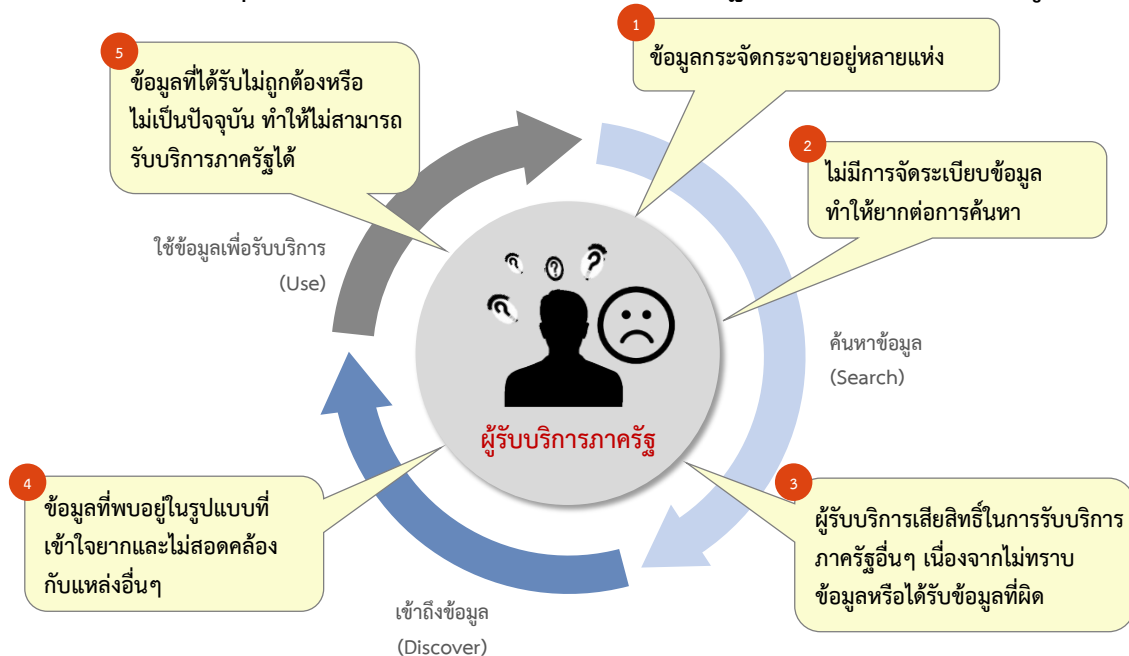 1
ข้อมูลกระจัดกระจายอยู่หลายแห่ง
2
ไม่มีการจัดระเบียบข้อมูล
ทำให้ยากต่อการค้นหา
ค้นหาข้อมูล
(Search)
3
ผู้รับบริการเสียสิทธิ์ในการรับบริการ
ภาครัฐอื่นๆ เนื่องจากไม่ทราบ
ข้อมูลหรือได้รับข้อมูลที่ผิด
เข้าถึงข้อมูล
(Discover)
4
ข้อมูลที่พบอยู่ในรูปแบบที่
เข้าใจยากและไม่สอดคล้อง
กับแหล่งอื่นๆ
ใช้ข้อมูลเพื่อรับบริการ
(Use)
5
ข้อมูลที่ได้รับไม่ถูกต้องหรือ
ไม่เป็นปัจจุบัน ทำให้ไม่สามารถ
รับบริการภาครัฐได้
? ? ? ?
ผู้รับบริการภาครัฐ